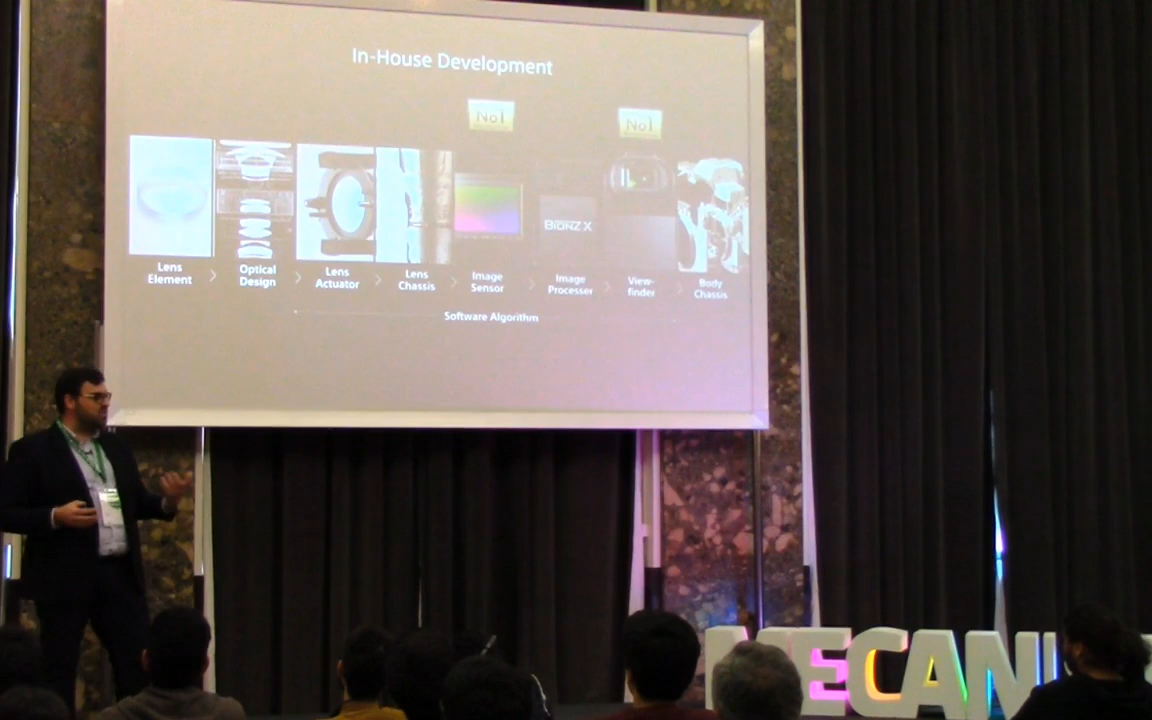 In-House Development
No1
No1
BIONZ X
Lens
Element
Optical
Design
Lens
Actuator
Lens
Chassis
Image
Sensor
Image
Processer
View-
finder
Body
Chassis
Software Algorithm
MECANI